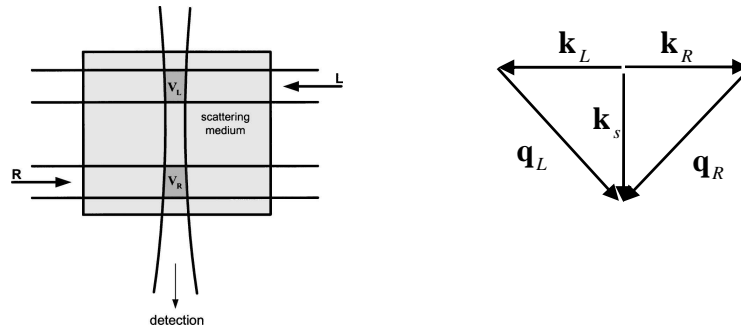 V_L
L
scattering
medium
R
V_R
detection
k_L
k_R
k_s
q_L
q_R